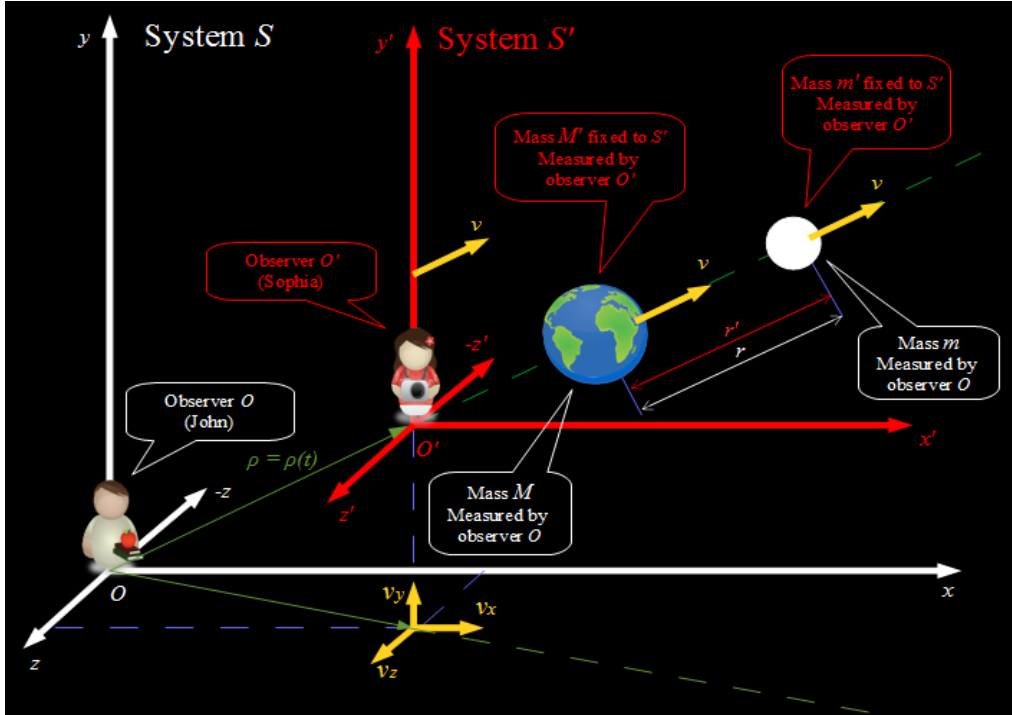 y
System S
y'
System S'
Mass m' fixed to S'
Measured by
observer O'
Mass M' fixed to S'
Measured by
observer O'
v
v
v
Observer O'
(Sophia)
-z'
r'
r
Mass m
Measured by
observer O
Observer O
(John)
ρ = ρ(t)
O'
x'
-z
z'
Mass M
Measured by
observer O
O
x
vy
vx
vz
z